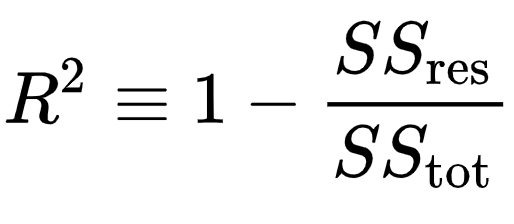 R² ≡ 1 − SS_res / SS_tot